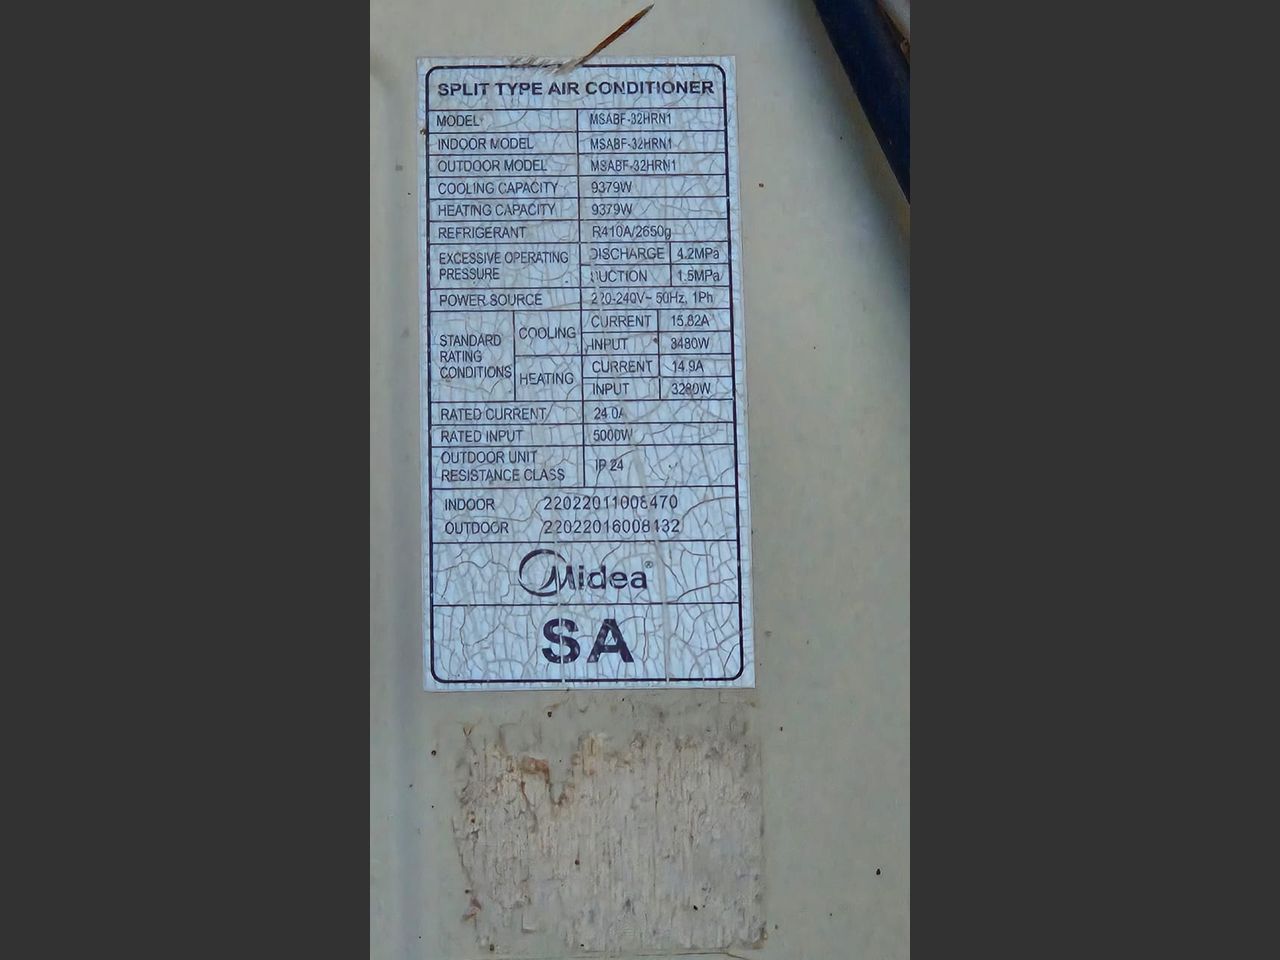 SPLIT TYPE AIR CONDITIONER
MODEL MSABF-32HRN1
INDOOR MODEL MSABF-32HRN1
OUTDOOR MODEL MSABF-32HRN1
COOLING CAPACITY 9379W
HEATING CAPACITY 9379W
REFRIGERANT R410A/2650g
EXCESSIVE OPERATING PRESSURE DISCHARGE 4.2MPa
SUCTION 1.5MPa
POWER SOURCE 220-240V~ 50Hz, 1Ph
STANDARD RATING CONDITIONS COOLING CURRENT 15.82A
INPUT 3480W
HEATING CURRENT 14.9A
INPUT 3280W
RATED CURRENT 24.0A
RATED INPUT 5000W
OUTDOOR UNIT RESISTANCE CLASS IP 24
INDOOR
OUTDOOR
Midea®
SA